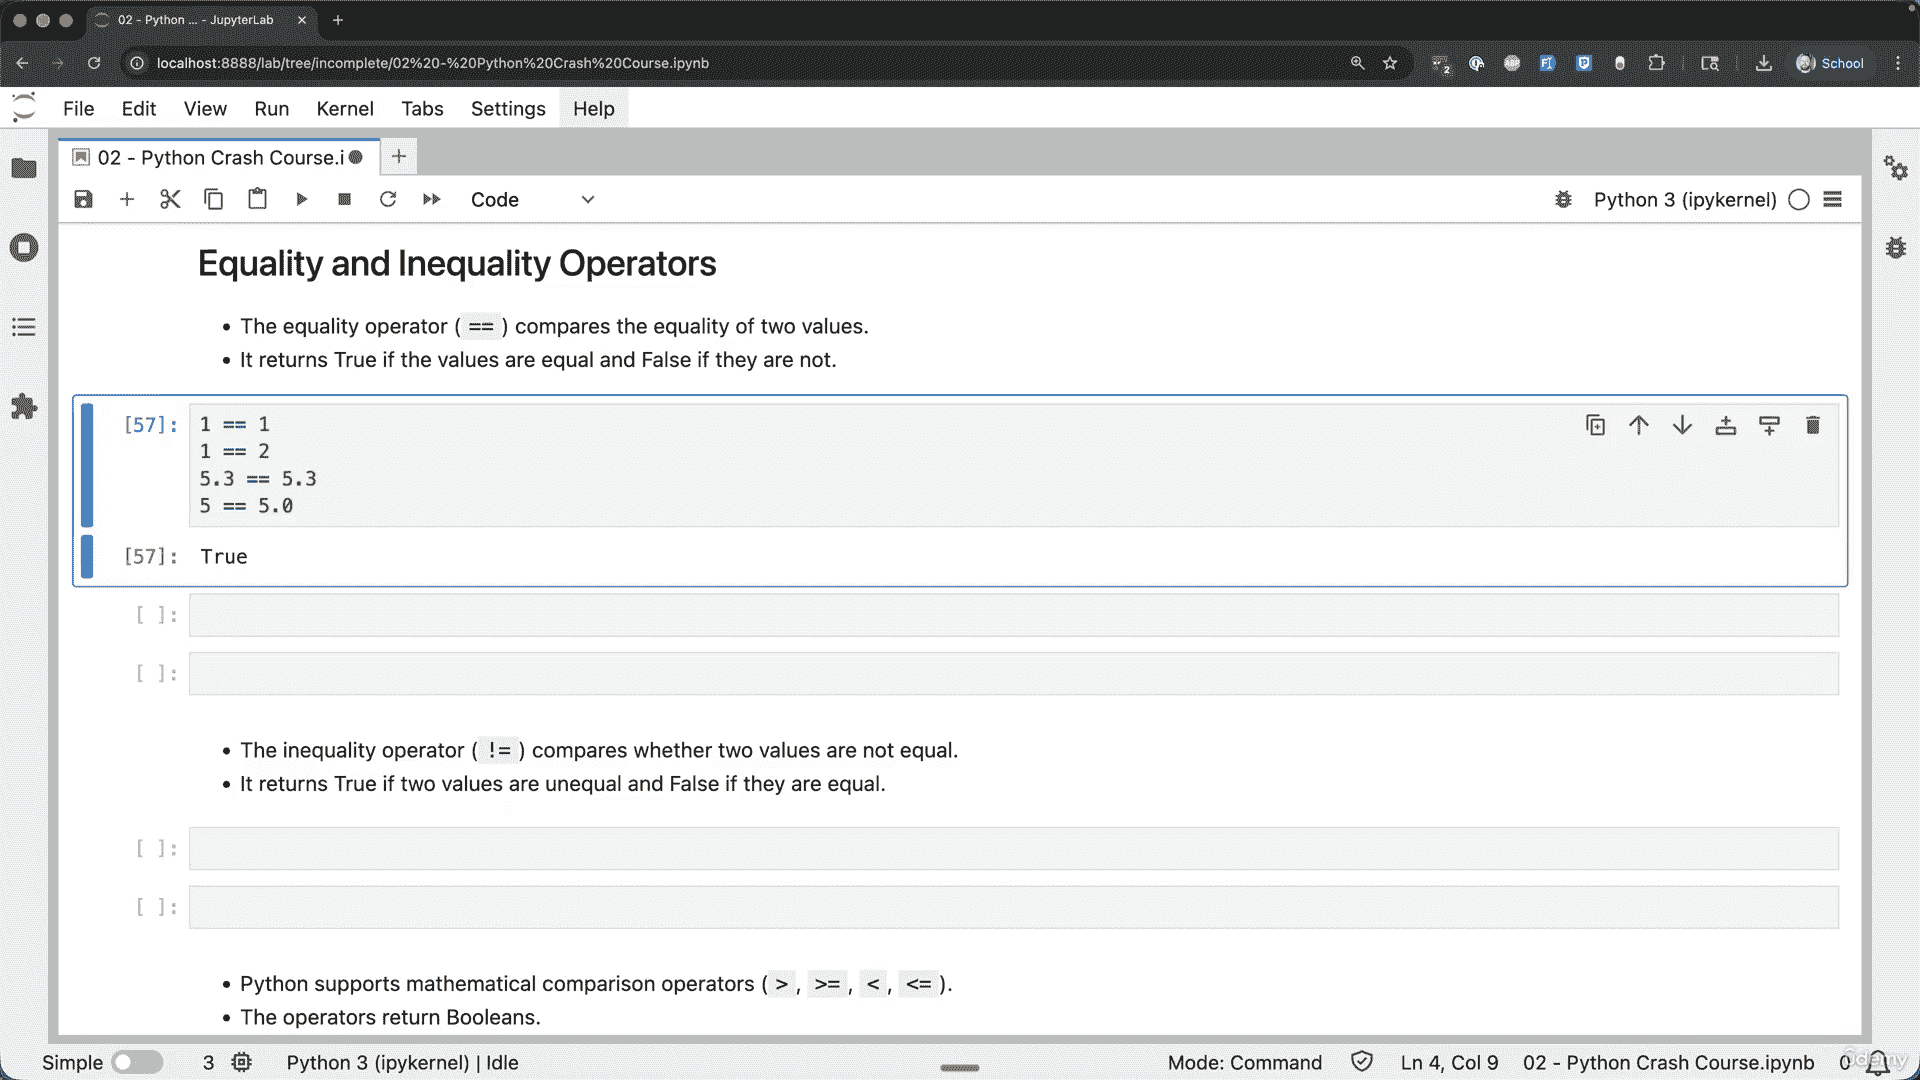 02 - Python ... - JupyterLab
localhost:8888/lab/tree/incomplete/02%20-%20Python%20Crash%20Course.ipynb
2
School
File Edit View Run Kernel Tabs Settings Help
02 - Python Crash Course.i
Code
Python 3 (ipykernel)
Equality and Inequality Operators
• The equality operator ( == ) compares the equality of two values.
• It returns True if the values are equal and False if they are not.
[57]: 1 == 1
1 == 2
5.3 == 5.3
5 == 5.0
[57]: True
[ ]:
[ ]:
• The inequality operator ( != ) compares whether two values are not equal.
• It returns True if two values are unequal and False if they are equal.
[ ]:
[ ]:
• Python supports mathematical comparison operators ( > , >= , < , <= ).
• The operators return Booleans.
Simple 3 Python 3 (ipykernel) | Idle Mode: Command Ln 4, Col 9 02 - Python Crash Course.ipynb 0
udemy